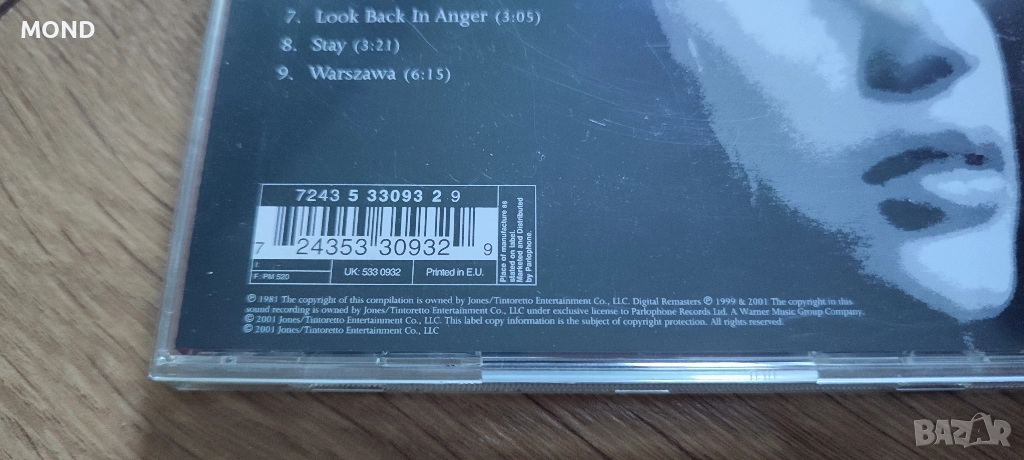 MOND
7. Look Back In Anger (3:05)
8. Stay (3:21)
9. Warszawa (6:15)
7243 5 33093 2 9
7 24353 30932 9
F: PM 520
UK: 533 0932
Printed in E.U.
Place of manufacture as
stated on label.
Marketed and Distributed
by Parlophone.
℗ 1981 The copyright of this compilation is owned by Jones/Tintoretto Entertainment Co., LLC. Digital Remasters ℗ 1999 & 2001 The copyright in this
sound recording is owned by Jones/Tintoretto Entertainment Co., LLC under exclusive license to Parlophone Records Ltd. A Warner Music Group Company.
© 2001 Jones/Tintoretto Entertainment Co., LLC. This label copy information is the subject of copyright protection. All rights reserved.
© 2001 Jones/Tintoretto Entertainment Co., LLC
BAZAR